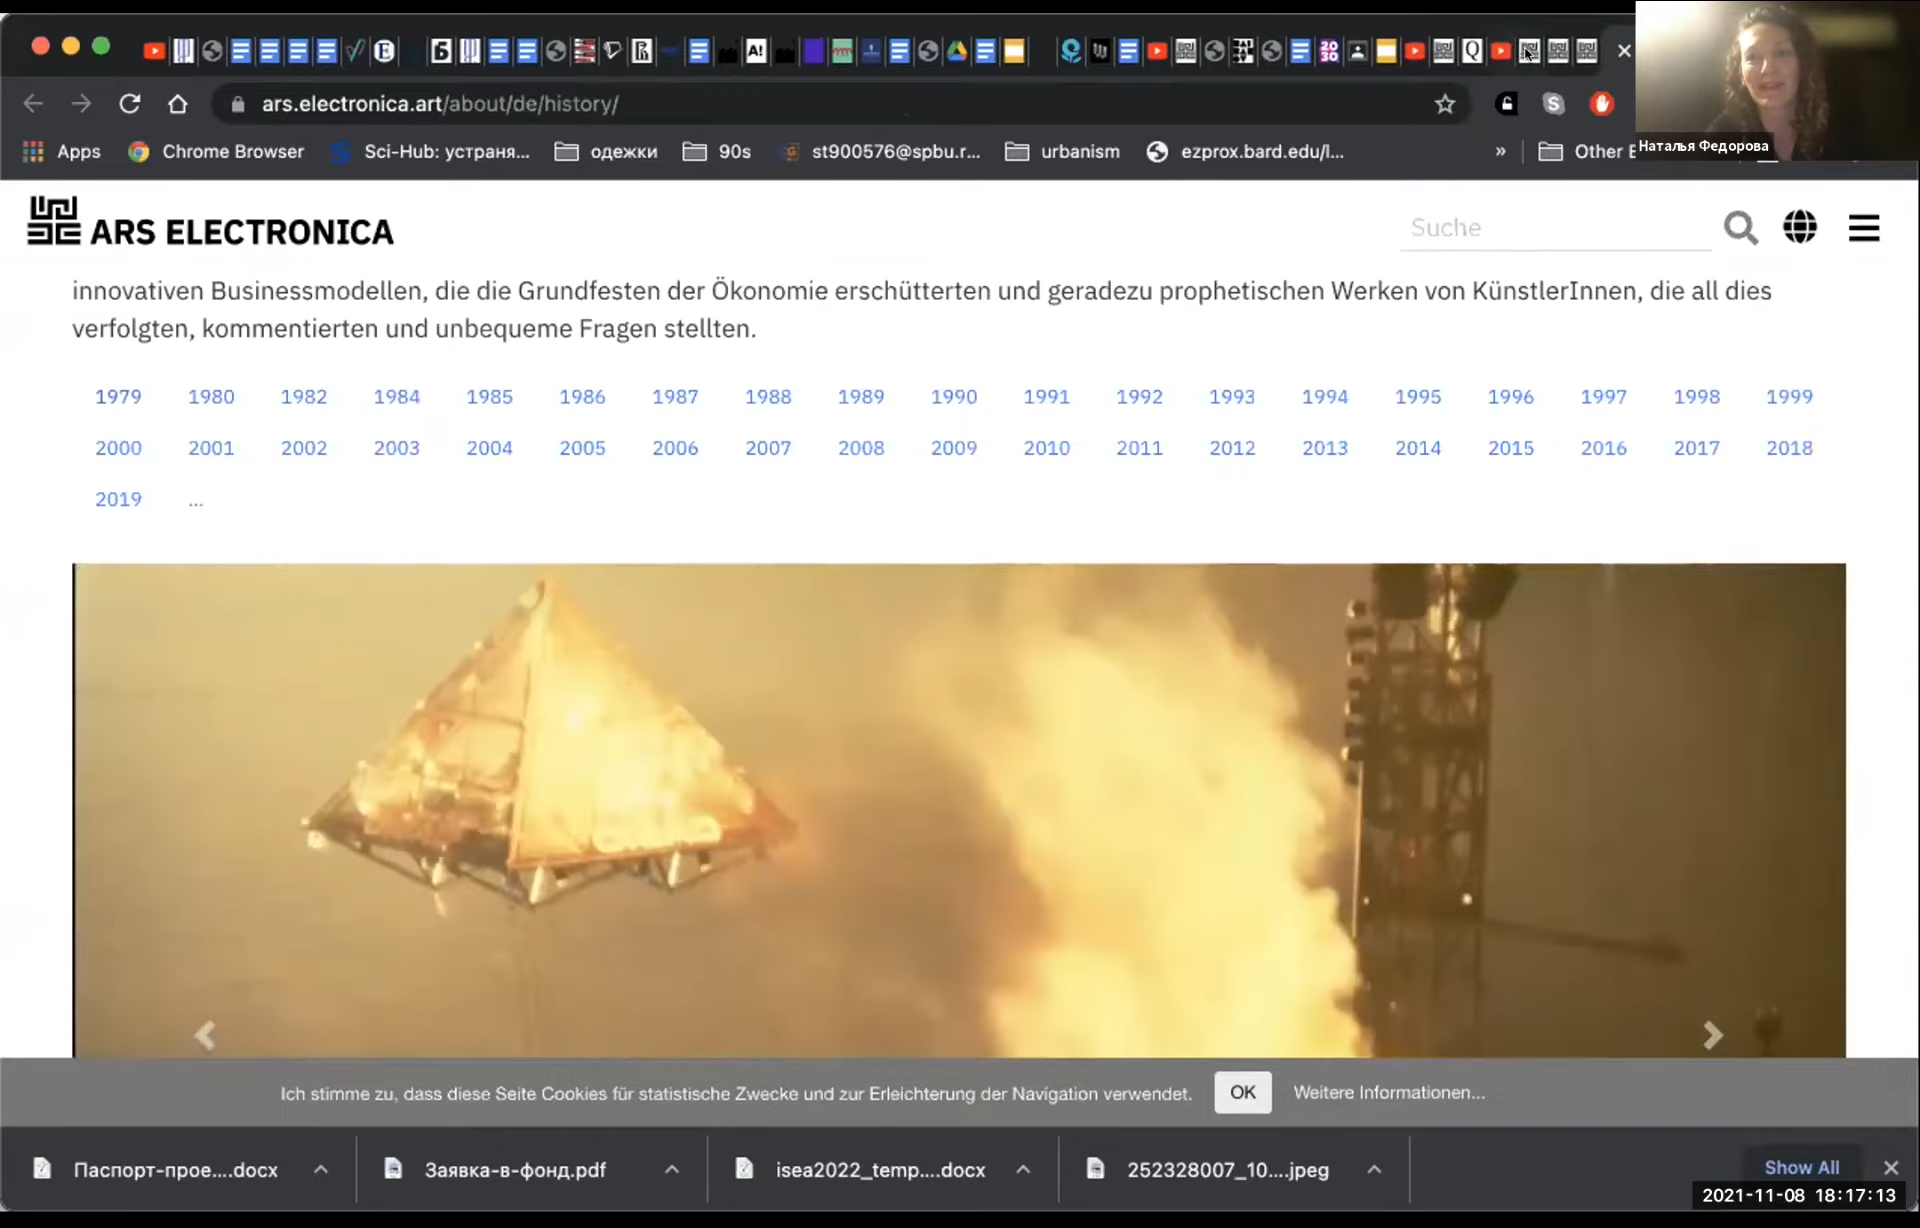 ars.electronica.art/about/de/history/
Apps
Chrome Browser
Sci-Hub: устраня...
одежки
90s
st900576@spbu.r...
urbanism
ezprox.bard.edu/l...
»
Other
Наталья Федорова
ARS ELECTRONICA
Suche
innovativen Businessmodellen, die die Grundfesten der Ökonomie erschütterten und geradezu prophetischen Werken von KünstlerInnen, die all dies
verfolgten, kommentierten und unbequeme Fragen stellten.
1979 1980 1982 1984 1985 1986 1987 1988 1989 1990 1991 1992 1993 1994 1995 1996 1997 1998 1999
2000 2001 2002 2003 2004 2005 2006 2007 2008 2009 2010 2011 2012 2013 2014 2015 2016 2017 2018
2019 ...
Ich stimme zu, dass diese Seite Cookies für statistische Zwecke und zur Erleichterung der Navigation verwendet.
OK
Weitere Informationen...
Паспорт-прое....docx
Заявка-в-фонд.pdf
isea2022_temp....docx
252328007_10....jpeg
Show All
2021-11-08 18:17:13